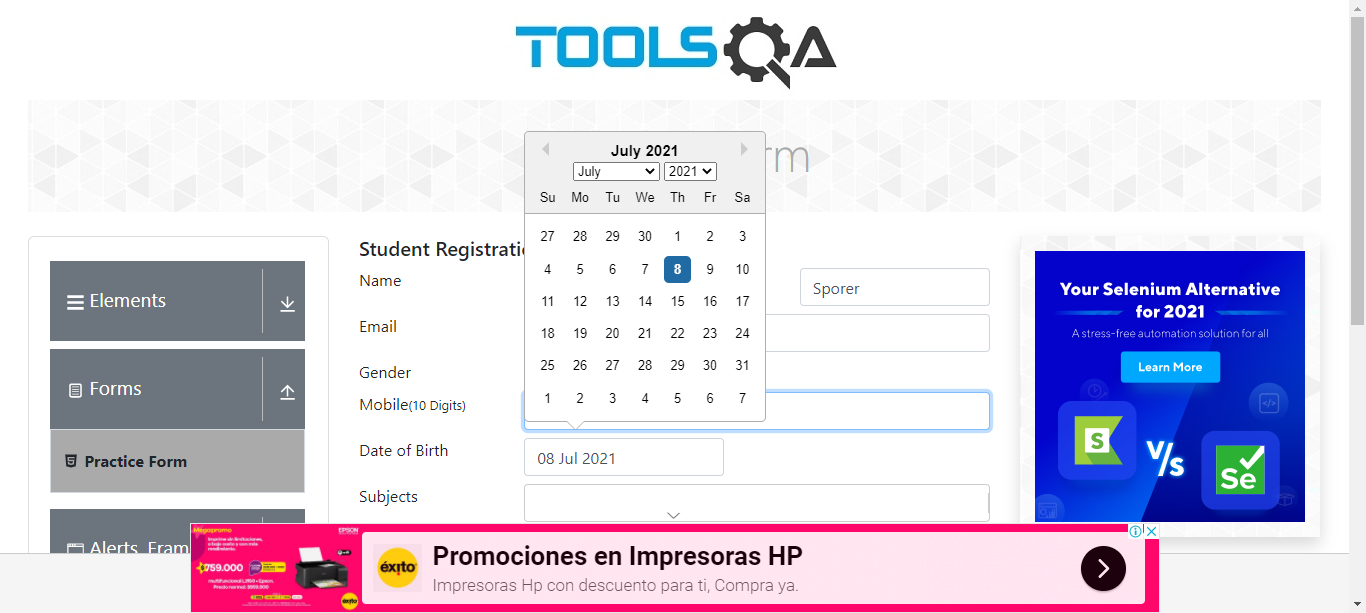 TOOLSQA
rm
July 2021
July
2021
Su Mo Tu We Th Fr Sa
27 28 29 30 1 2 3
4 5 6 7 8 9 10
11 12 13 14 15 16 17
18 19 20 21 22 23 24
25 26 27 28 29 30 31
1 2 3 4 5 6 7
Elements
Forms
Practice Form
Alerts, Fram
Student Registrati
Name
Sporer
Email
Gender
Mobile(10 Digits)
Date of Birth
08 Jul 2021
Subjects
Your Selenium Alternative
for 2021
A stress-free automation solution for all
Learn More
S
V/s
Se
Megapromo
EPSON
Imprime sin limitaciones,
$759.000
éxito
éxito
Promociones en Impresoras HP
Impresoras Hp con descuento para ti, Compra ya.